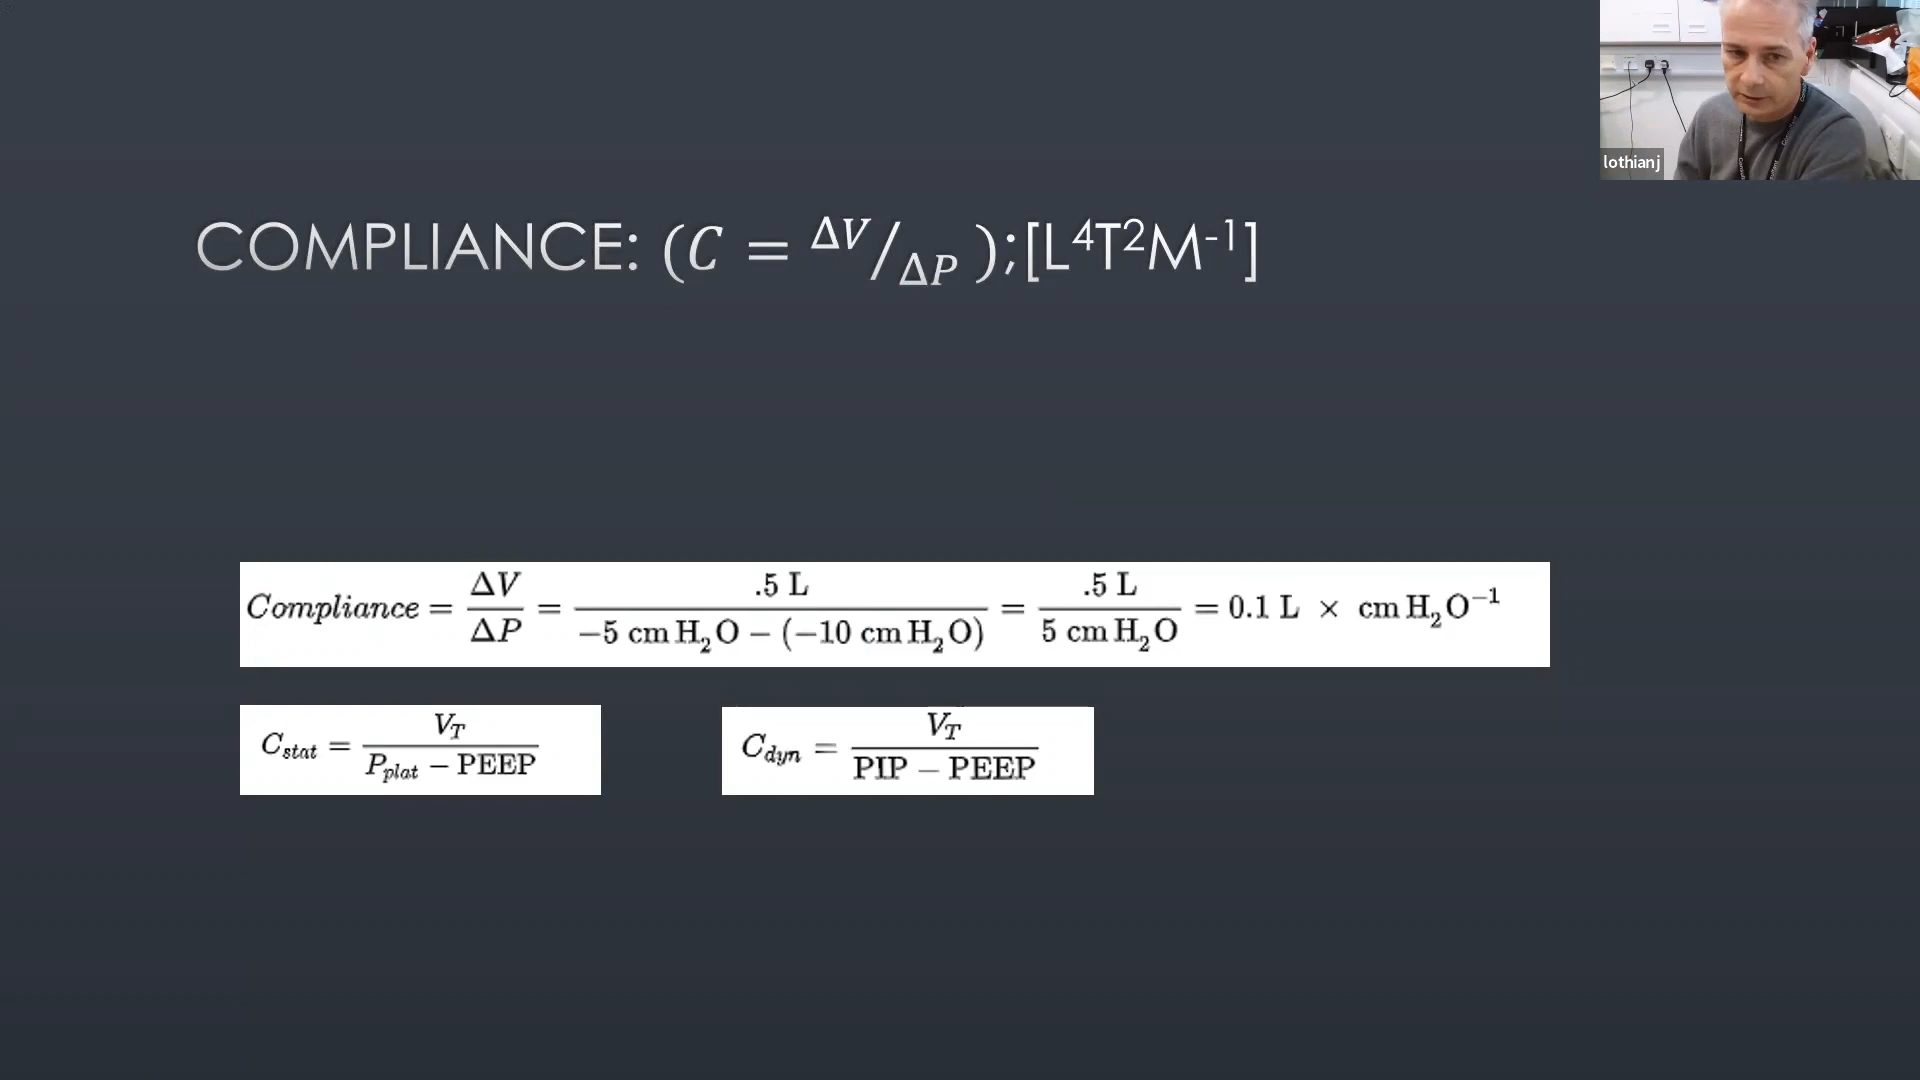 lothianj
COMPLIANCE: (C = ΔV/ΔP );[L⁴T²M⁻¹]
Compliance = ΔV/ΔP = .5 L / −5 cm H₂O − (−10 cm H₂O) = .5 L / 5 cm H₂O = 0.1 L × cm H₂O⁻¹
C_stat = V_T / P_plat − PEEP
C_dyn = V_T / PIP − PEEP